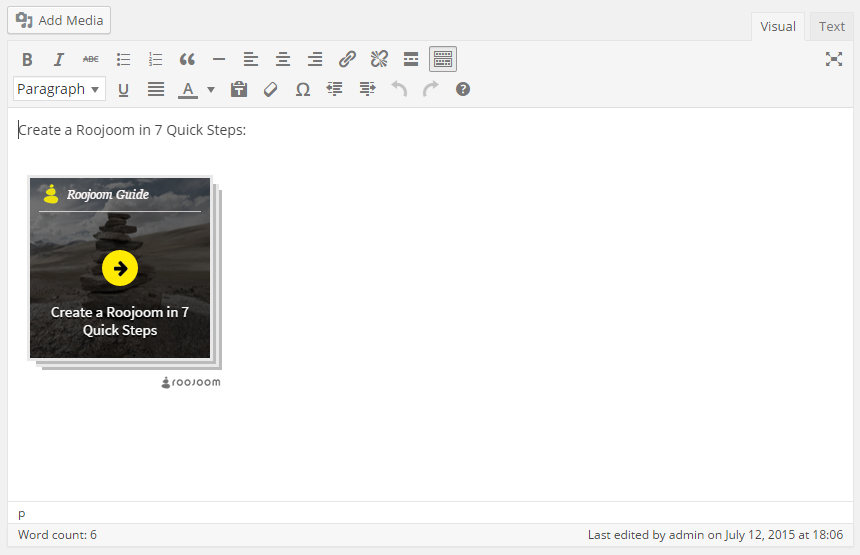 Add Media
Visual Text
B I ABC
Paragraph U A Ω ?
Create a Roojoom in 7 Quick Steps:
Roojoom Guide
Create a Roojoom in 7
Quick Steps
roojoom
p
Word count: 6 Last edited by admin on July 12, 2015 at 18:06